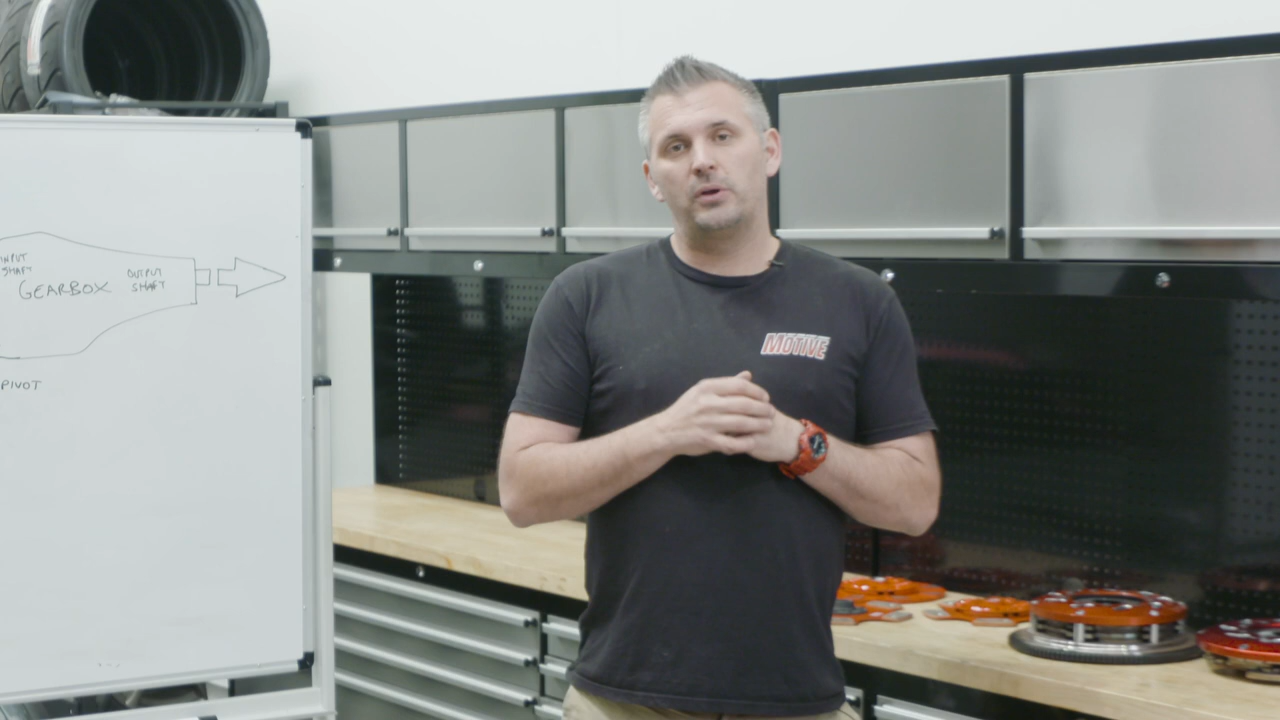 INPUT
SHAFT
GEARBOX
OUTPUT
SHAFT
PIVOT
MOTIVE